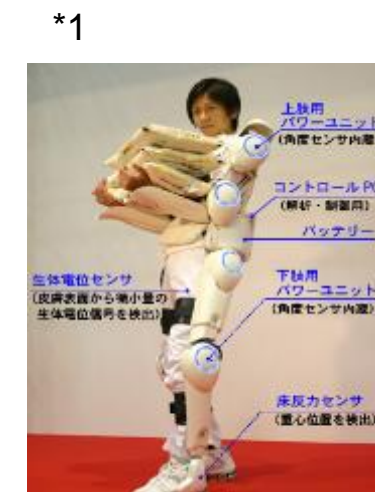 *1
上肢用
パワーユニット
(角度センサ内蔵
コントロール PC
(解析・制御用)
バッテリー
生体電位センサ
(皮膚表面から微小量の
生体電位信号を検出)
下肢用
パワーユニット
(角度センサ内蔵)
床反力センサ
(重心位置を検出)